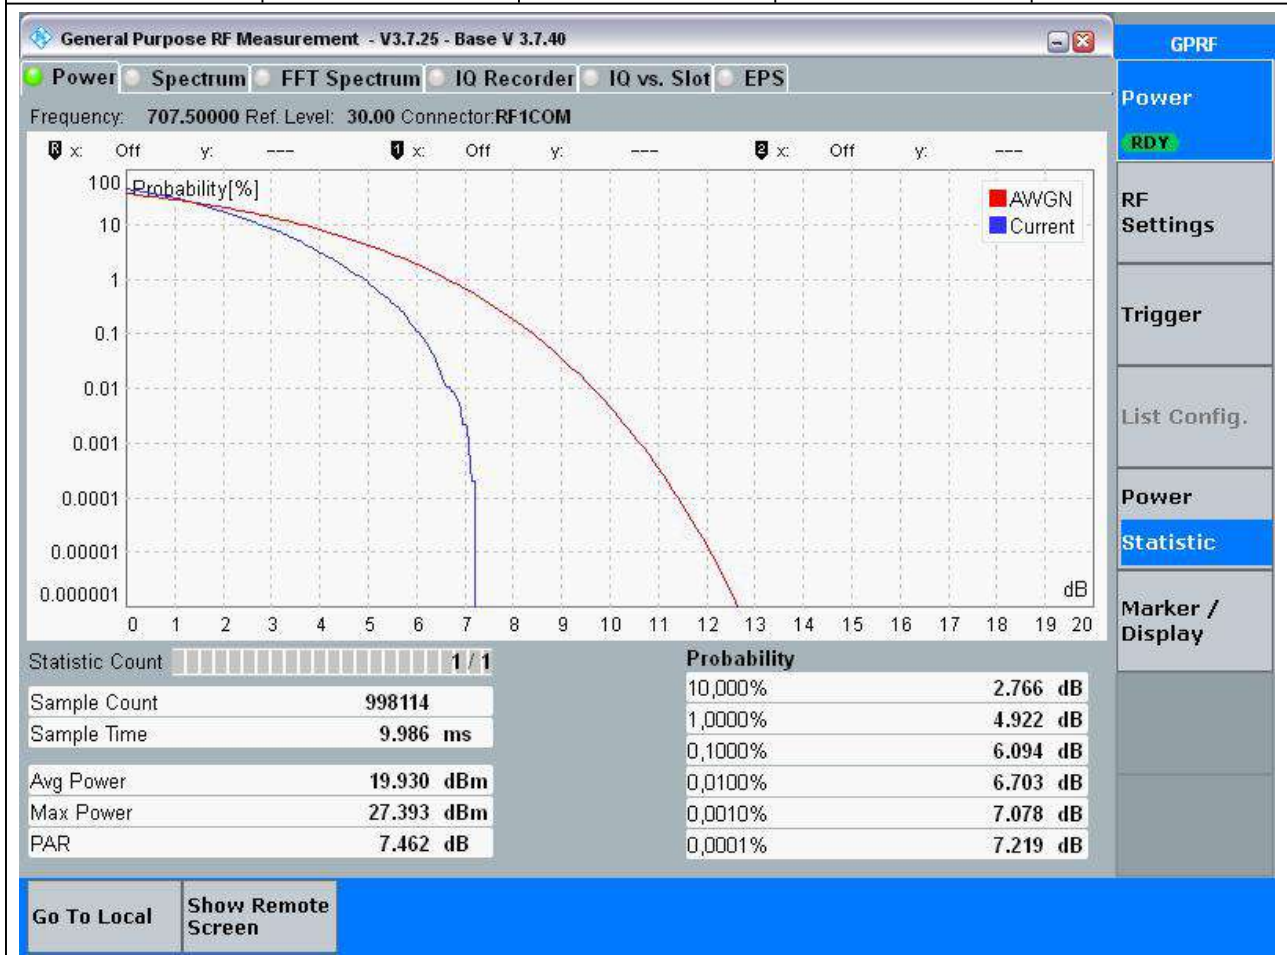 General Purpose RF Measurement - V3.7.25 - Base V 3.7.40
GPRF
Power Spectrum FFT Spectrum IQ Recorder IQ vs. Slot EPS
Frequency: 707.50000 Ref. Level: 30.00 Connector:RF1COM
R x: Off y: --- 1 x: Off y: --- 2 x: Off y: ---
Probability[%]
AWGN
Current
100
10
1
0.1
0.01
0.001
0.0001
0.00001
0.000001
dB
0 1 2 3 4 5 6 7 8 9 10 11 12 13 14 15 16 17 18 19 20
Statistic Count 1 / 1
Sample Count 998114
Sample Time 9.986 ms
Avg Power 19.930 dBm
Max Power 27.393 dBm
PAR 7.462 dB
Probability
10,000% 2.766 dB
1,0000% 4.922 dB
0,1000% 6.094 dB
0,0100% 6.703 dB
0,0010% 7.078 dB
0,0001% 7.219 dB
Power
RDY
RF
Settings
Trigger
List Config.
Power
Statistic
Marker /
Display
Go To Local
Show Remote
Screen